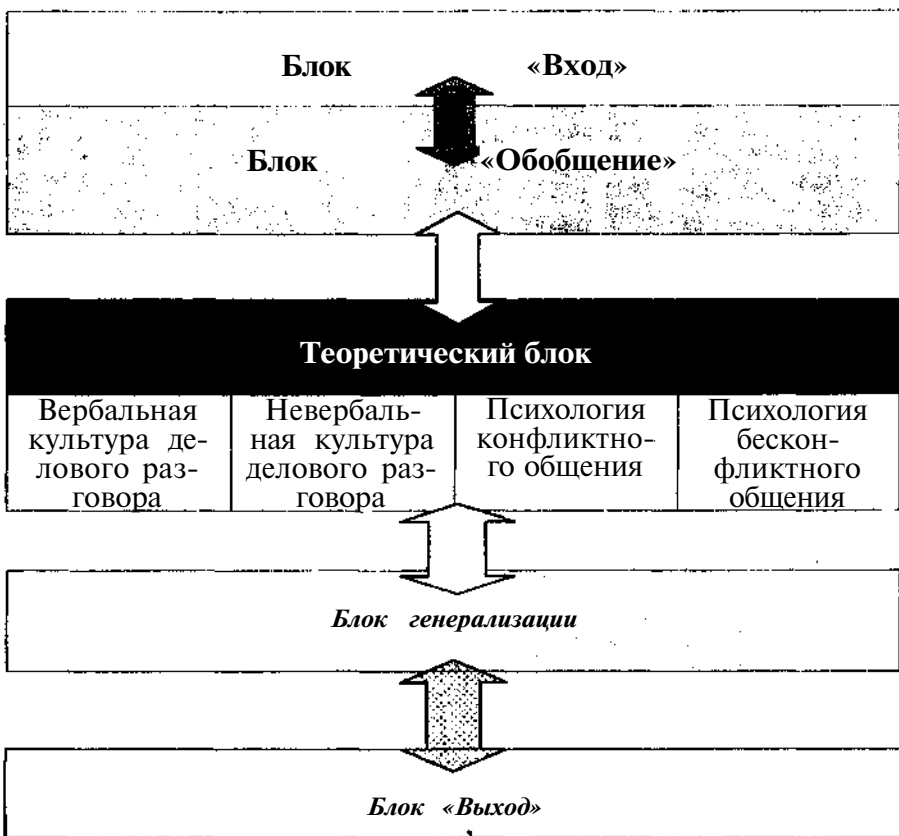 Блок «Вход»
Блок «Обобщение»
Теоретический блок
Вербальная
культура де-
лового раз-
говора
Невербаль-
ная культура
делового раз-
говора
Психология
конфликтно-
го общения
Психология
бескон-
фликтного
общения
Блок генерализации
Блок «Выход»